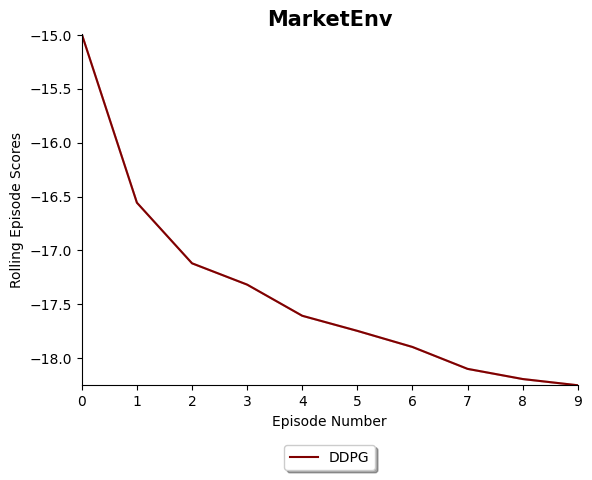 MarketEnv
−15.0
−15.5
−16.0
−16.5
−17.0
−17.5
−18.0
Rolling Episode Scores
0 1 2 3 4 5 6 7 8 9
Episode Number
DDPG